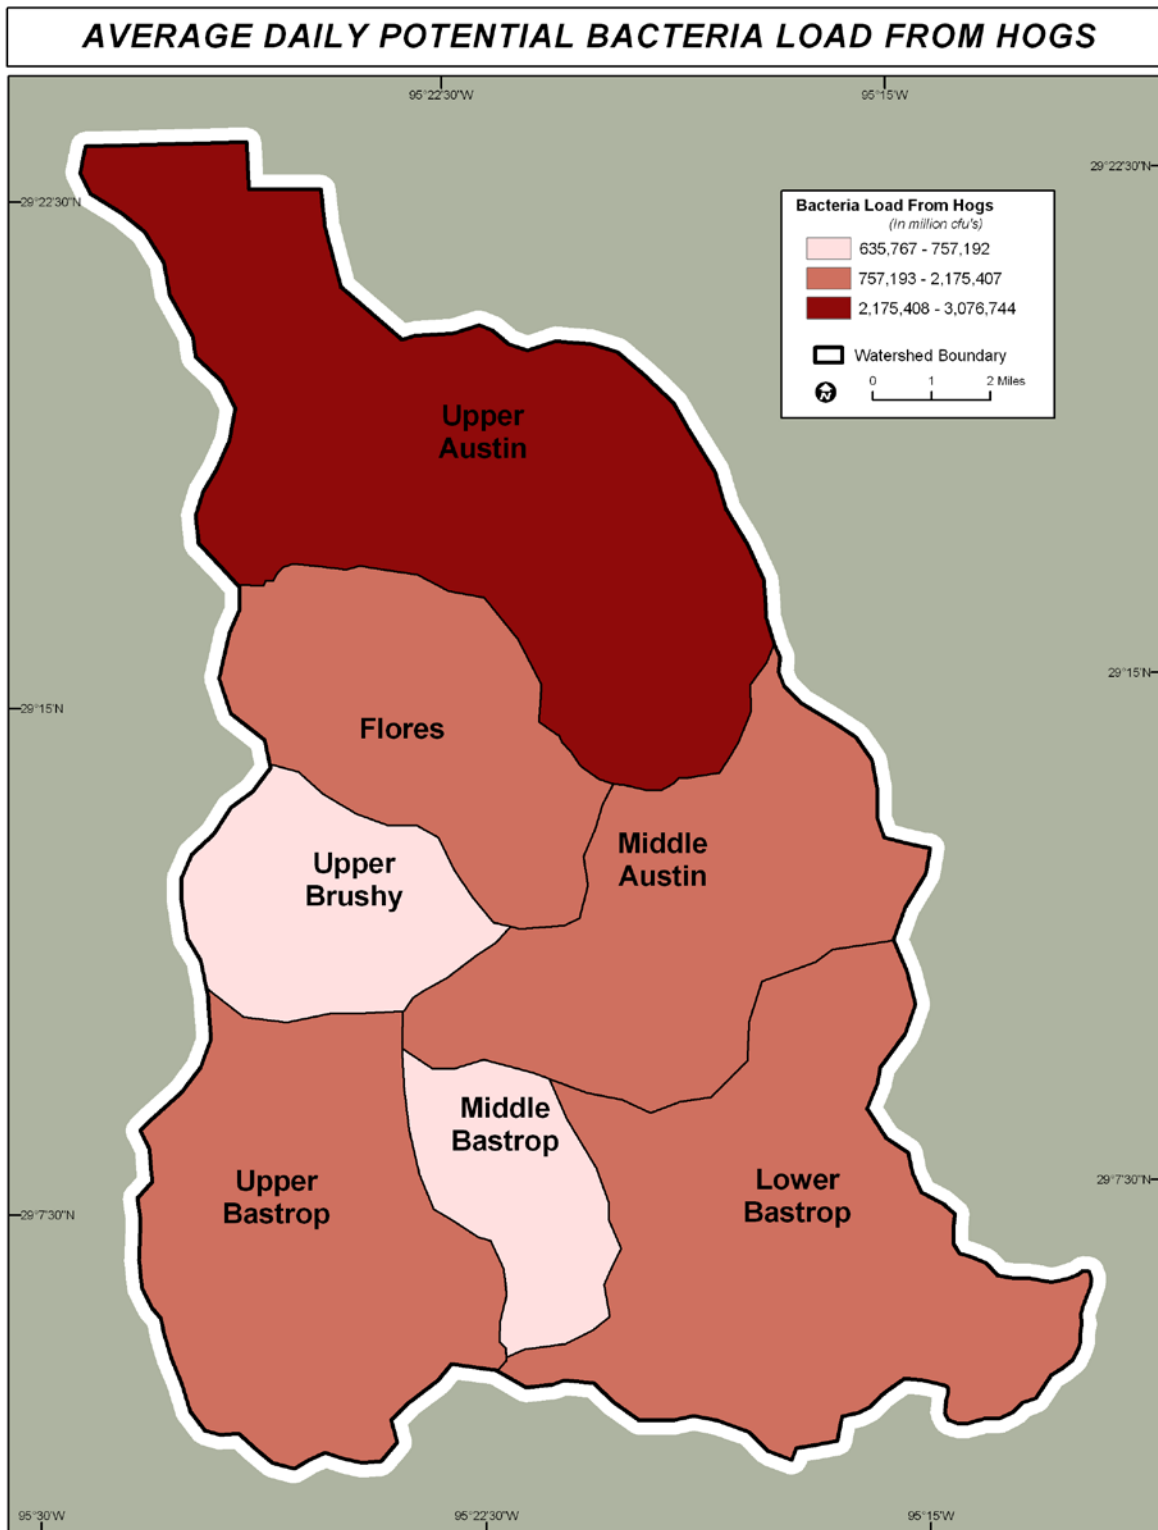 AVERAGE DAILY POTENTIAL BACTERIA LOAD FROM HOGS
95°22'30"W
95°15'W
29°22'30"N
29°22'30"N
Bacteria Load From Hogs
(In million cfu's)
635,767 - 757,192
757,193 - 2,175,407
2,175,408 - 3,076,744
Watershed Boundary
N
0 1 2 Miles
Upper
Austin
29°15'N
29°15'N
Flores
Middle
Austin
Upper
Brushy
Middle
Bastrop
Upper
Bastrop
Lower
Bastrop
29°7'30"N
29°7'30"N
95°30'W
95°22'30"W
95°15'W